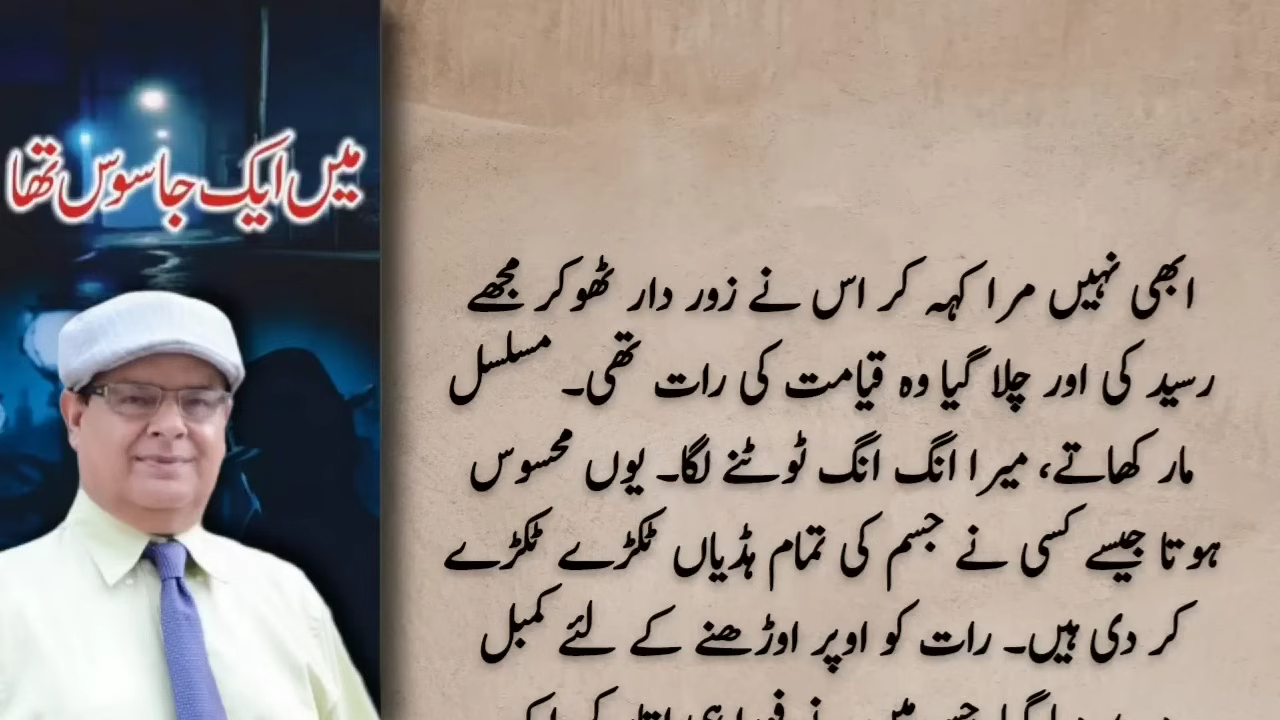 میں ایک جاسوس تھا
ابھی نہیں مرا کہہ کر اس نے زور دار ٹھوکر مجھے
رسید کی اور چلا گیا وہ قیامت کی رات تھی۔ مسلسل
مار کھاتے، میرا انگ انگ ٹوٹنے لگا۔ یوں محسوس
ہوتا جیسے کسی نے جسم کی تمام ہڈیاں ٹکڑے ٹکڑے
کر دی ہیں۔ رات کو اوپر اوڑھنے کے لئے کمبل